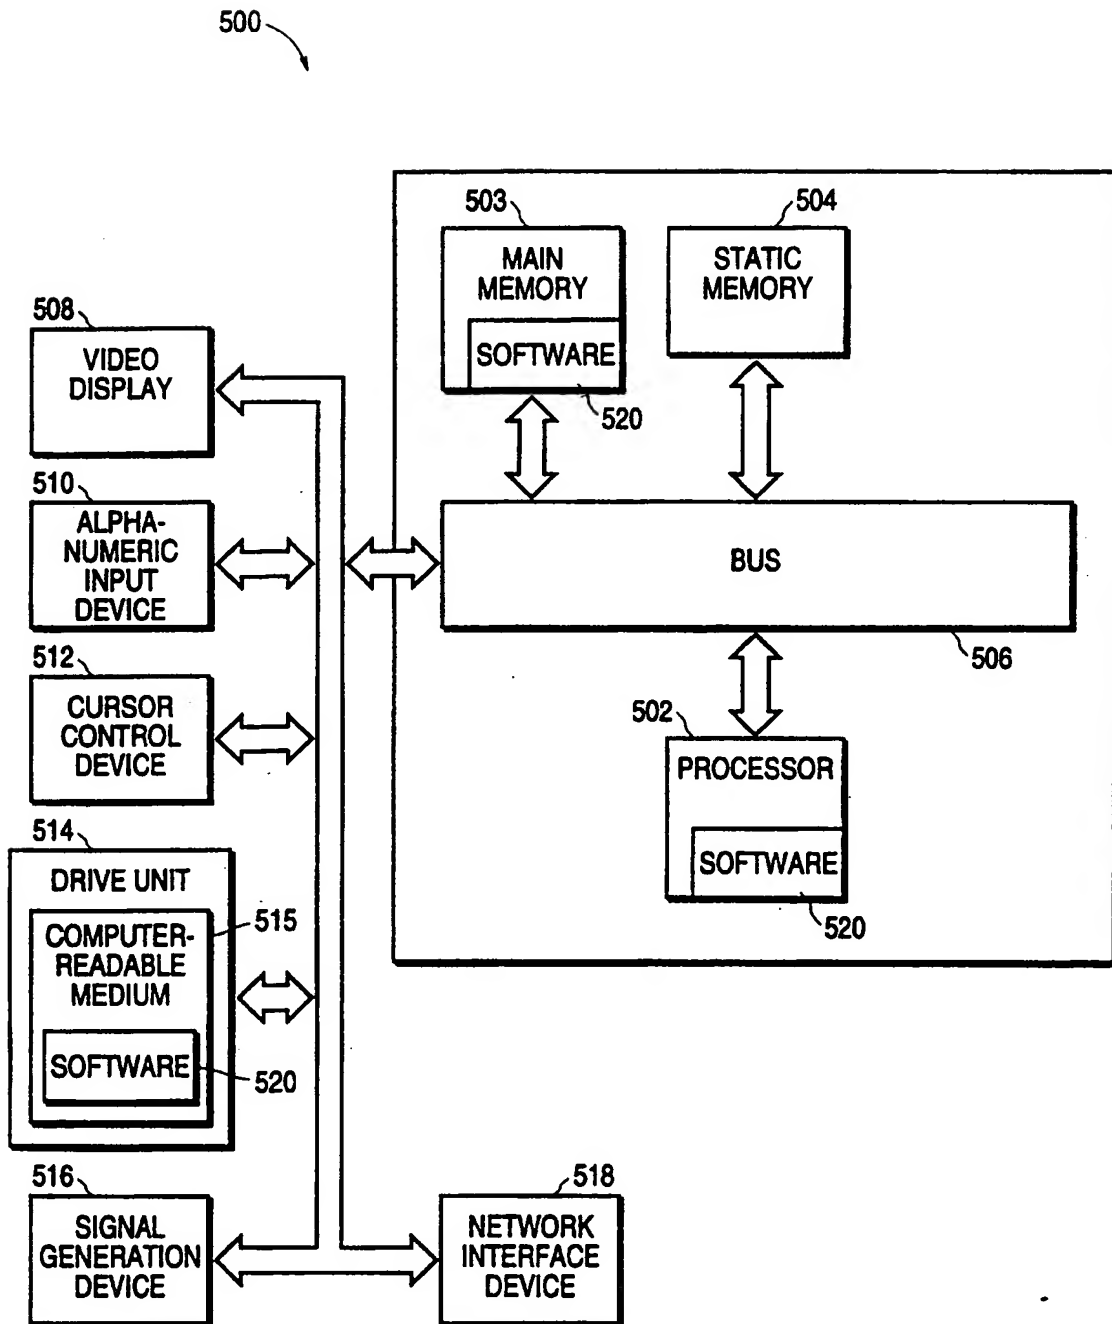 500
503
MAIN
MEMORY
SOFTWARE
520
504
STATIC
MEMORY
508
VIDEO
DISPLAY
510
ALPHA-
NUMERIC
INPUT
DEVICE
BUS
506
512
CURSOR
CONTROL
DEVICE
502
PROCESSOR
SOFTWARE
520
514
DRIVE UNIT
515
COMPUTER-
READABLE
MEDIUM
SOFTWARE
520
516
SIGNAL
GENERATION
DEVICE
518
NETWORK
INTERFACE
DEVICE